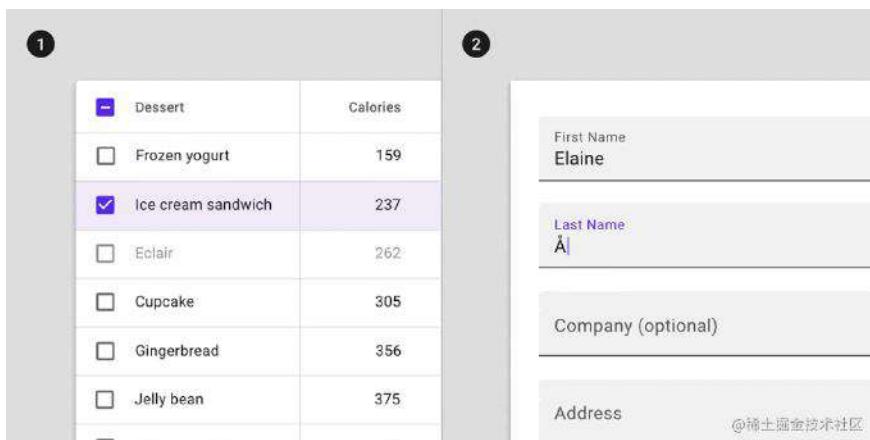 1
Dessert Calories
Frozen yogurt 159
Ice cream sandwich 237
Eclair 262
Cupcake 305
Gingerbread 356
Jelly bean 375
2
First Name
Elaine
Last Name
Å
Company (optional)
Address
@稀土掘金技术社区